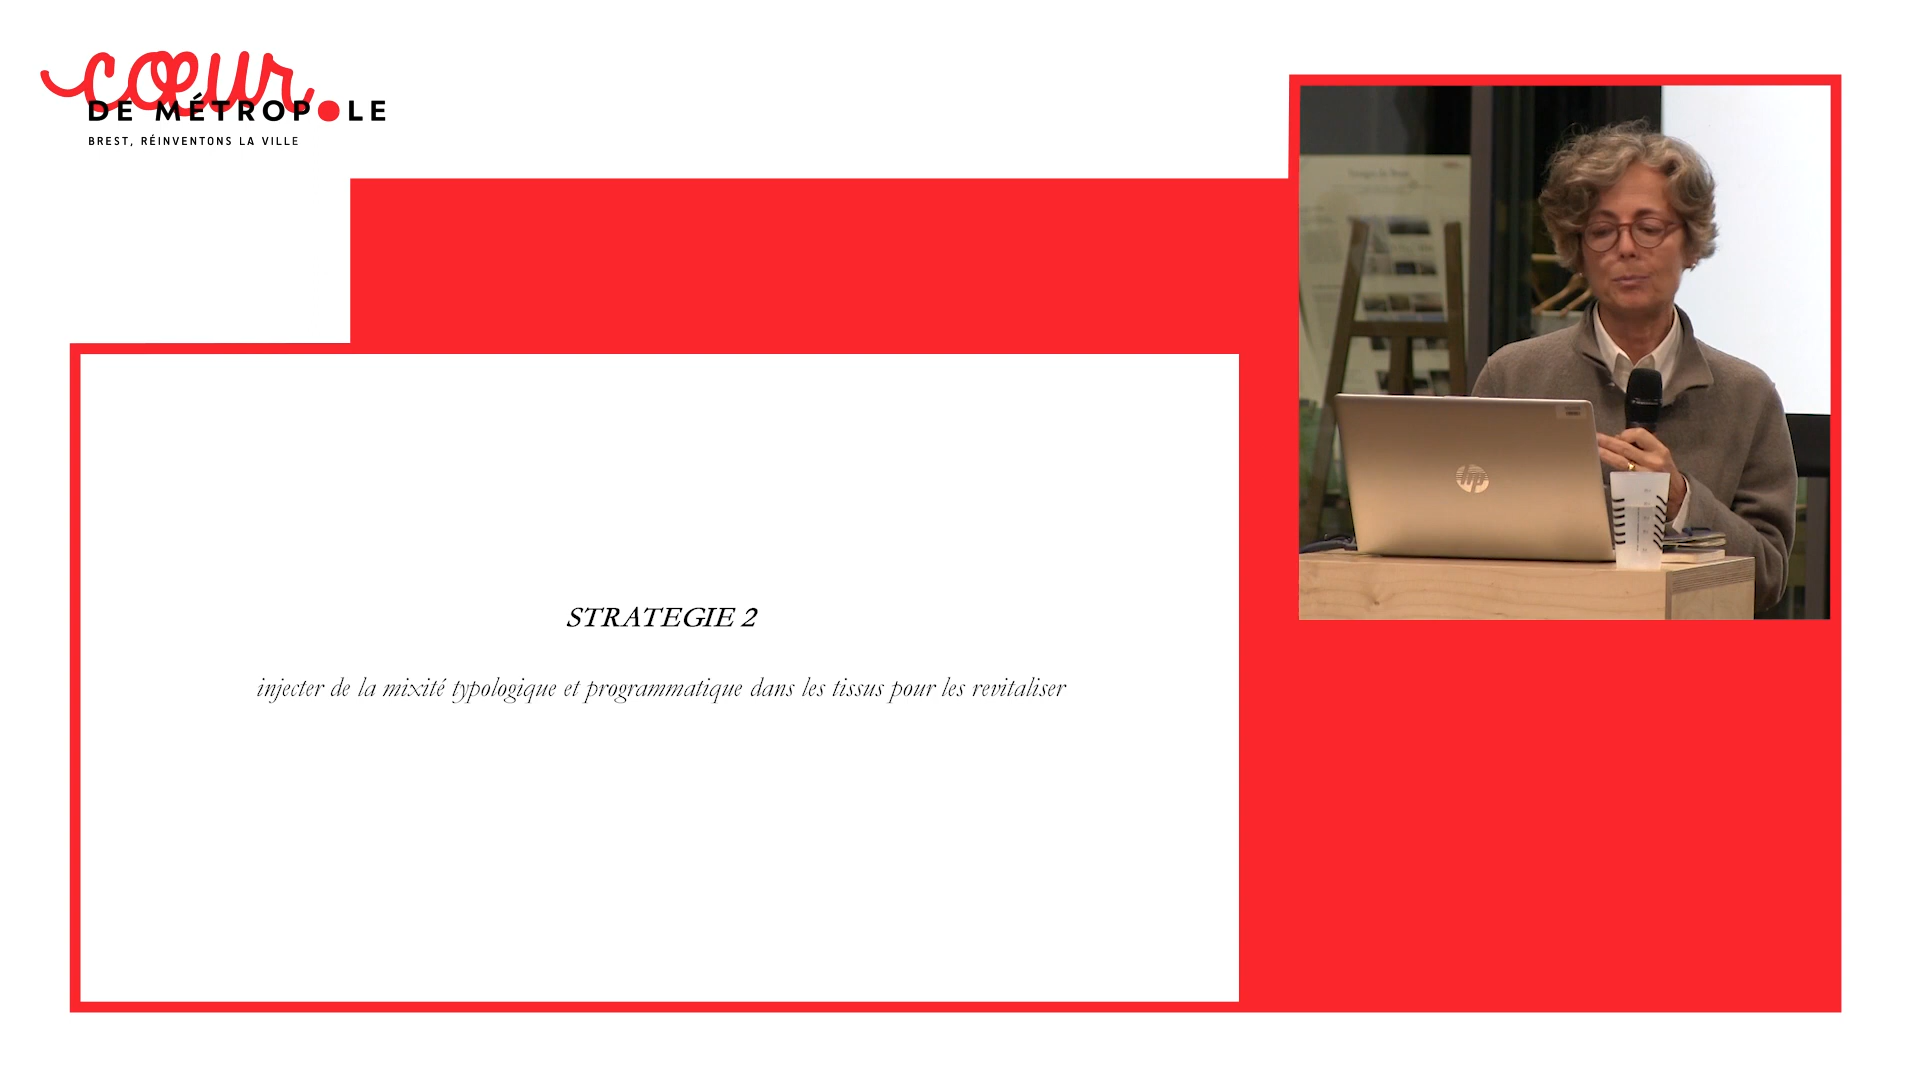 cœur
DE MÉTROPOLE
BREST, RÉINVENTONS LA VILLE
STRATEGIE 2
injecter de la mixité typologique et programmatique dans les tissus pour les revitaliser
hp